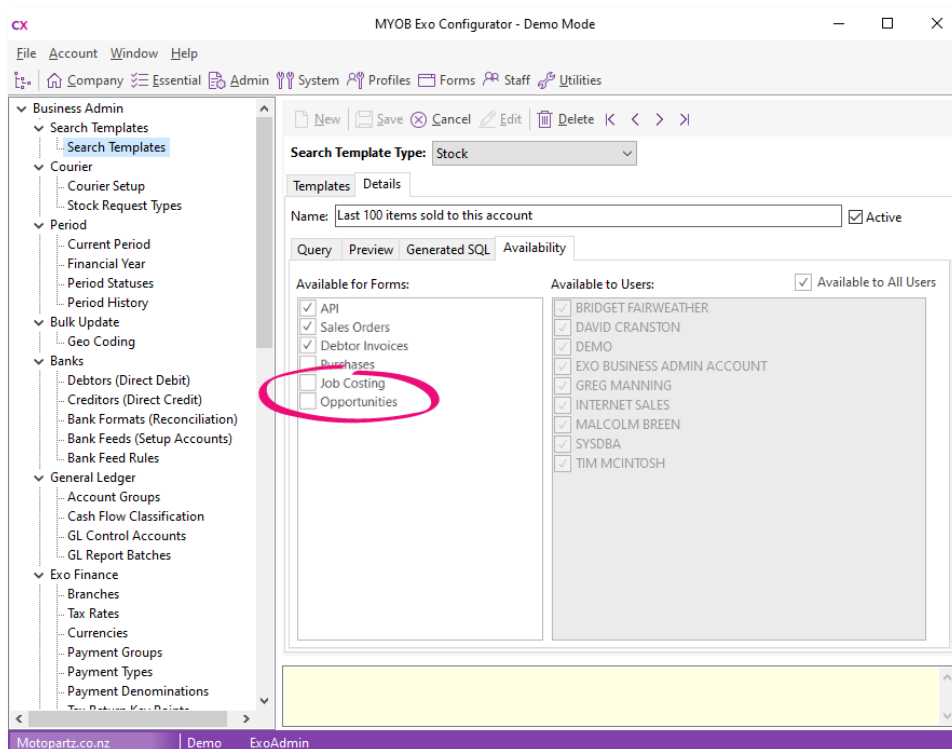 CX
MYOB Exo Configurator - Demo Mode
File Account Window Help
Company Essential Admin System Profiles Forms Staff Utilities
Business Admin
Search Templates
Search Templates
Courier
Courier Setup
Stock Request Types
Period
Current Period
Financial Year
Period Statuses
Period History
Bulk Update
Geo Coding
Banks
Debtors (Direct Debit)
Creditors (Direct Credit)
Bank Formats (Reconciliation)
Bank Feeds (Setup Accounts)
Bank Feed Rules
General Ledger
Account Groups
Cash Flow Classification
GL Control Accounts
GL Report Batches
Exo Finance
Branches
Tax Rates
Currencies
Payment Groups
Payment Types
Payment Denominations
Tax Return Key Points
New Save Cancel Edit Delete
Search Template Type: Stock
Templates Details
Name: Last 100 items sold to this account Active
Query Preview Generated SQL Availability
Available for Forms:
API
Sales Orders
Debtor Invoices
Purchases
Job Costing
Opportunities
Available to Users: Available to All Users
BRIDGET FAIRWEATHER
DAVID CRANSTON
DEMO
EXO BUSINESS ADMIN ACCOUNT
GREG MANNING
INTERNET SALES
MALCOLM BREEN
SYSDBA
TIM MCINTOSH
Motopartz.co.nz Demo ExoAdmin